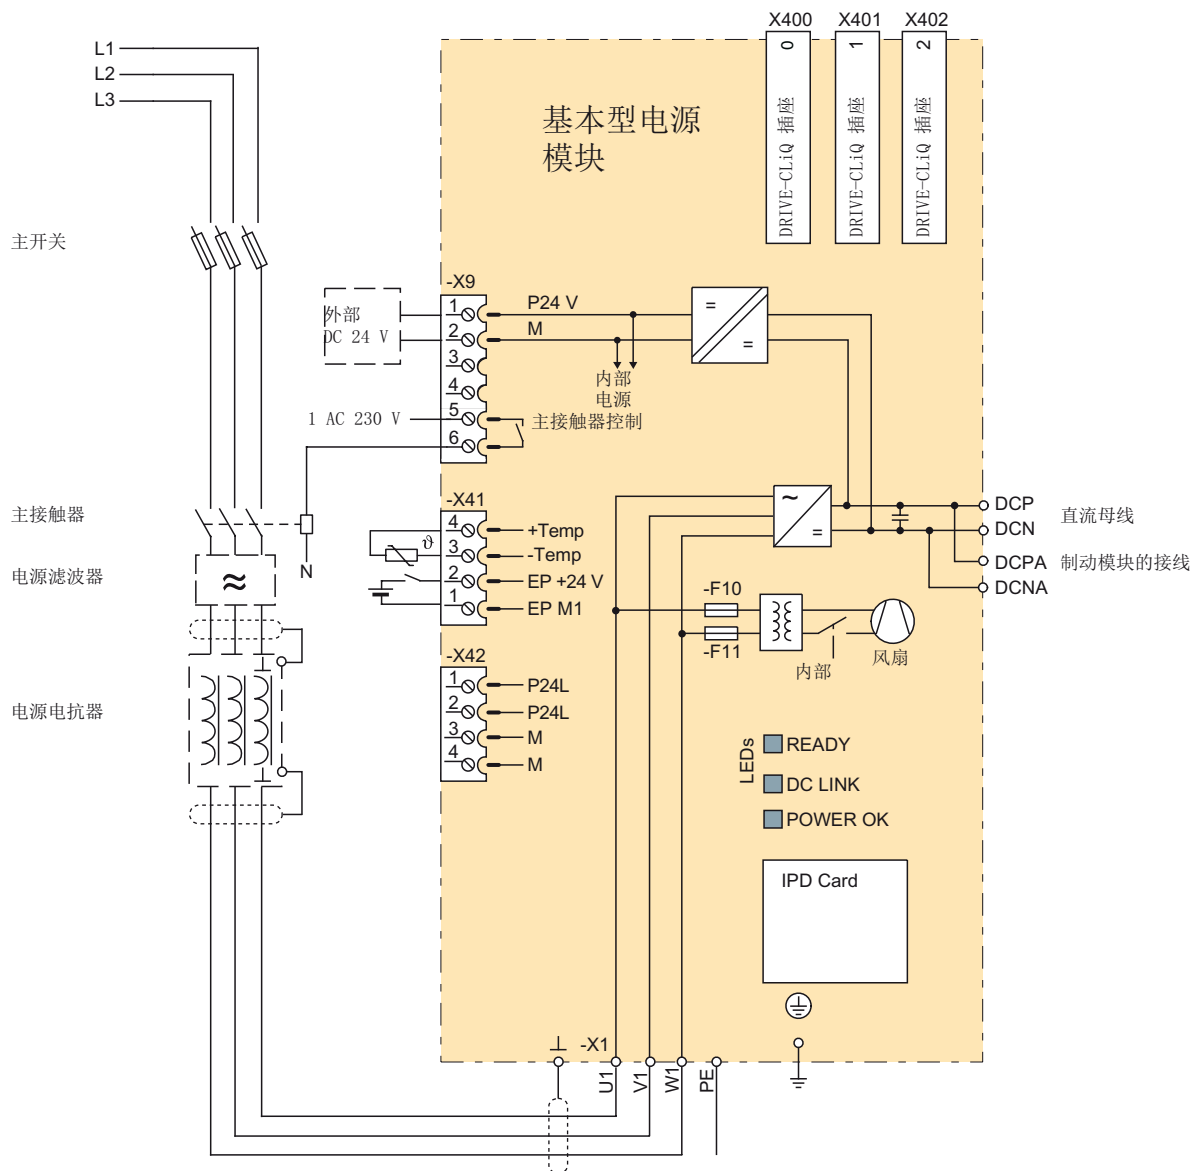 X400 X401 X402
0 1 2
DRIVE-CLiQ 插座
DRIVE-CLiQ 插座
DRIVE-CLiQ 插座
L1
L2
L3
基本型电源
模块
主开关
-X9
外部
DC 24 V
1
2
3
4
5
6
P24 V
M
=
=
内部
电源
1 AC 230 V
主接触器控制
主接触器
N
-X41
4
3
2
1
+Temp
-Temp
EP +24 V
EP M1
ϑ
~
=
DCP
DCN
直流母线
DCPA
制动模块的接线
DCNA
电源滤波器
≈
-F10
-F11
内部
风扇
-X42
1
2
3
4
P24L
P24L
M
M
电源电抗器
LEDs
READY
DC LINK
POWER OK
IPD Card
-X1
U1
V1
W1
PE